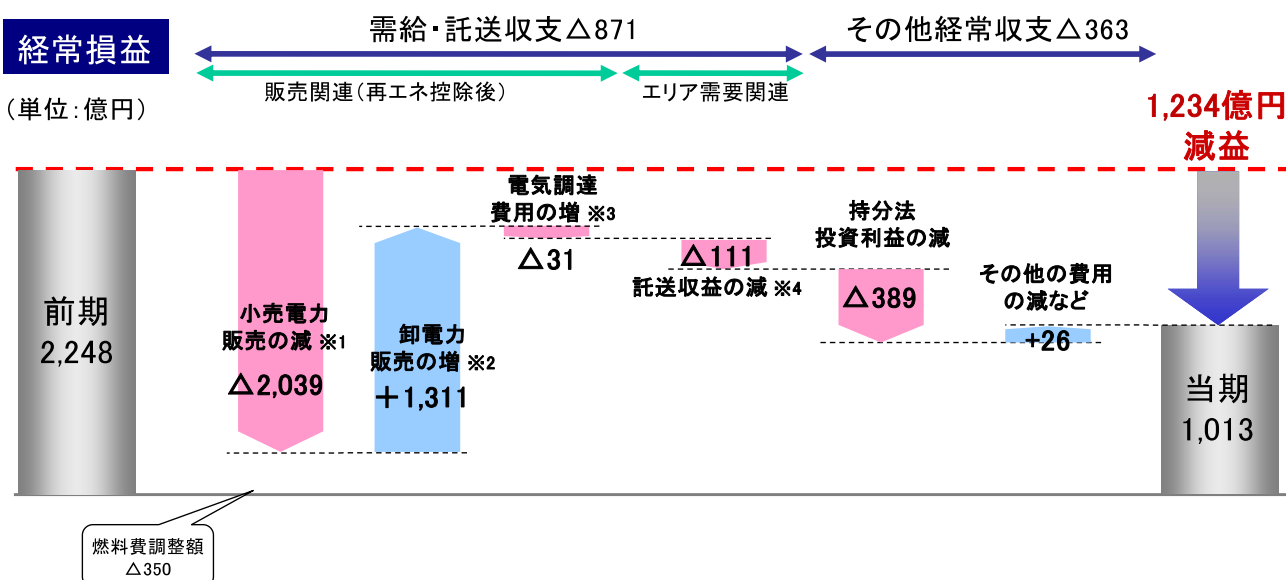 経常損益
(単位:億円)
需給・託送収支△871
その他経常収支△363
販売関連(再エネ控除後)
エリア需要関連
1,234億円
減益
前期
2,248
小売電力
販売の減 ※1
△2,039
卸電力
販売の増 ※2
+1,311
電気調達
費用の増 ※3
△31
△111
託送収益の減 ※4
持分法
投資利益の減
△389
その他の費用
の減など
+26
当期
1,013
燃料費調整額
△350